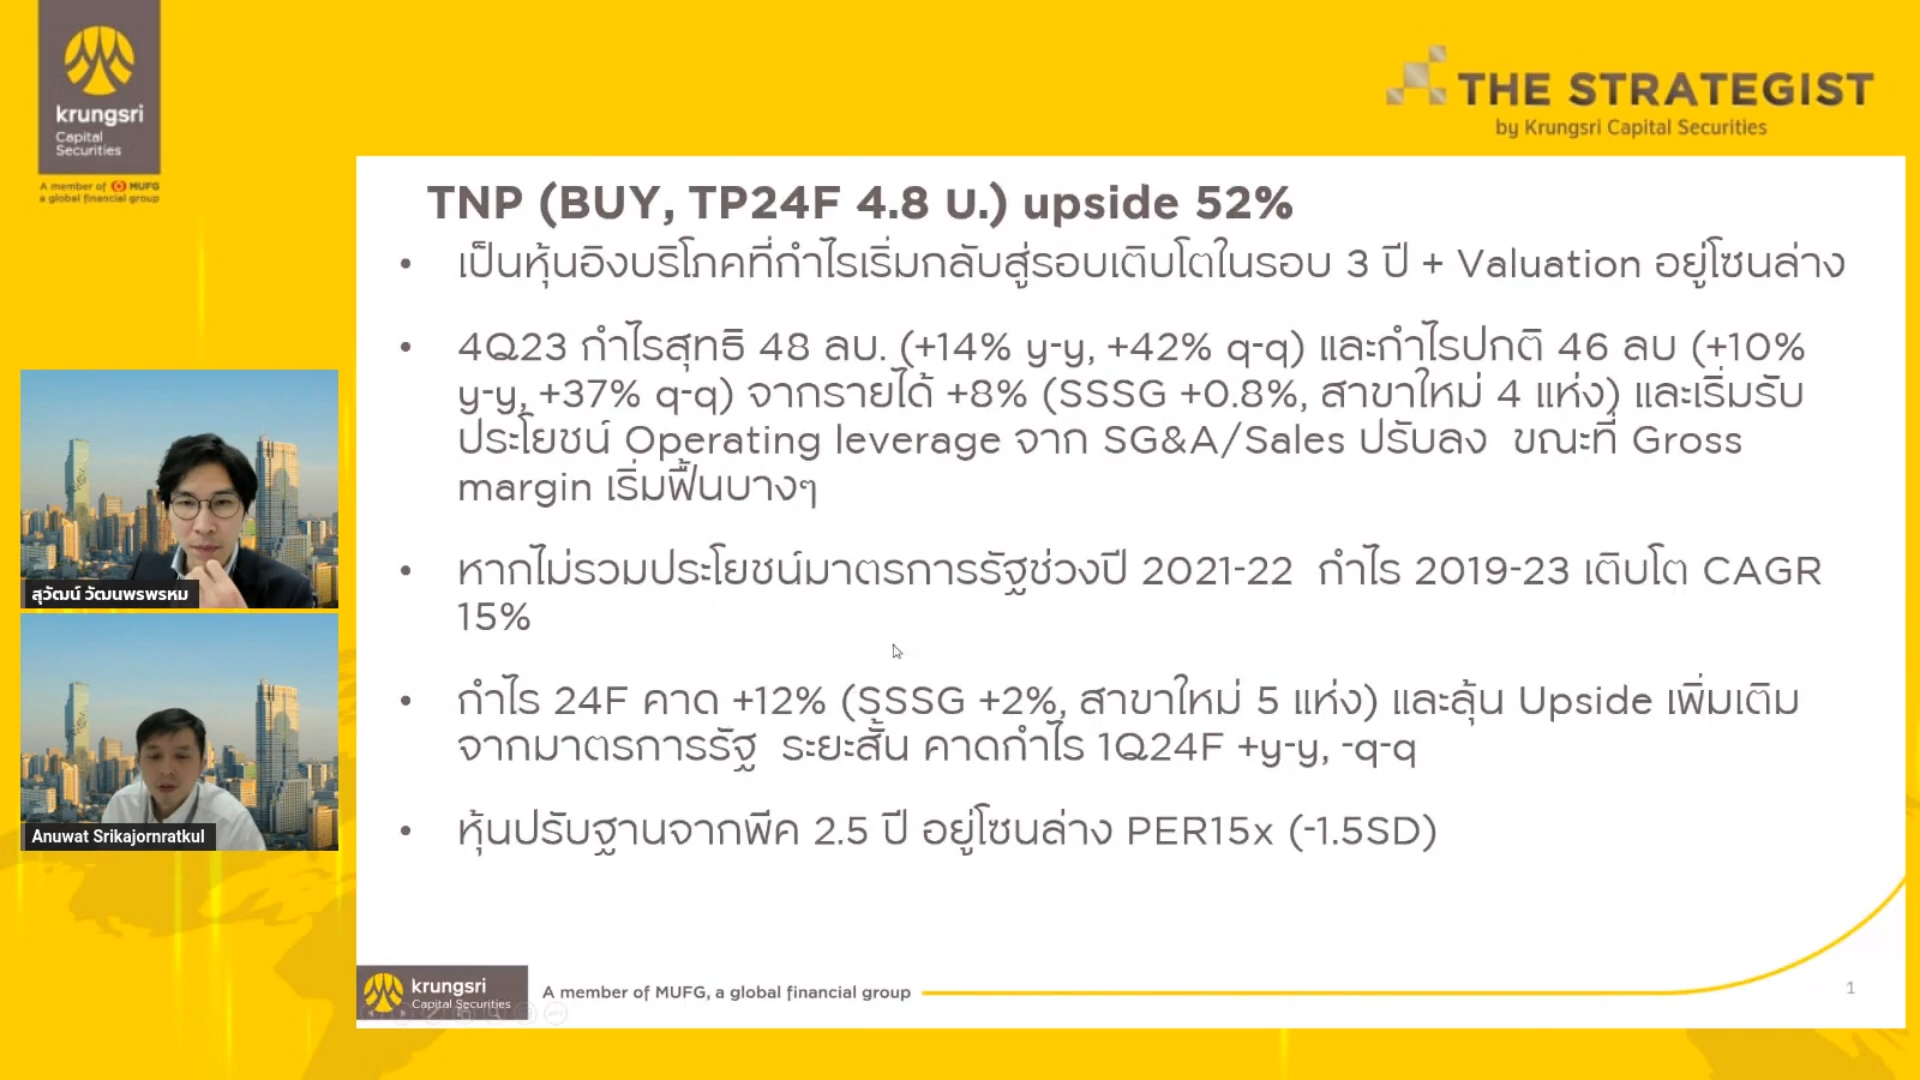 krungsri
Capital
Securities
A member of MUFG
a global financial group
THE STRATEGIST
by Krungsri Capital Securities
TNP (BUY, TP24F 4.8 บ.) upside 52%
• เป็นหุ้นอิงบริโภคที่กำไรเริ่มกลับสู่รอบเติบโตในรอบ 3 ปี + Valuation อยู่โซนล่าง
• 4Q23 กำไรสุทธิ 48 ลบ. (+14% y-y, +42% q-q) และกำไรปกติ 46 ลบ (+10%
y-y, +37% q-q) จากรายได้ +8% (SSSG +0.8%, สาขาใหม่ 4 แห่ง) และเริ่มรับ
ประโยชน์ Operating leverage จาก SG&A/Sales ปรับลง ขณะที่ Gross
margin เริ่มฟื้นบางๆ
• หากไม่รวมประโยชน์มาตรการรัฐช่วงปี 2021-22 กำไร 2019-23 เติบโต CAGR
15%
• กำไร 24F คาด +12% (SSSG +2%, สาขาใหม่ 5 แห่ง) และลุ้น Upside เพิ่มเติม
จากมาตรการรัฐ ระยะสั้น คาดกำไร 1Q24F +y-y, -q-q
• หุ้นปรับฐานจากพีค 2.5 ปี อยู่โซนล่าง PER15x (-1.5SD)
สุวัฒน์ วัฒนพรพรหม
Anuwat Srikajornratkul
krungsri
Capital Securities
A member of MUFG, a global financial group
1